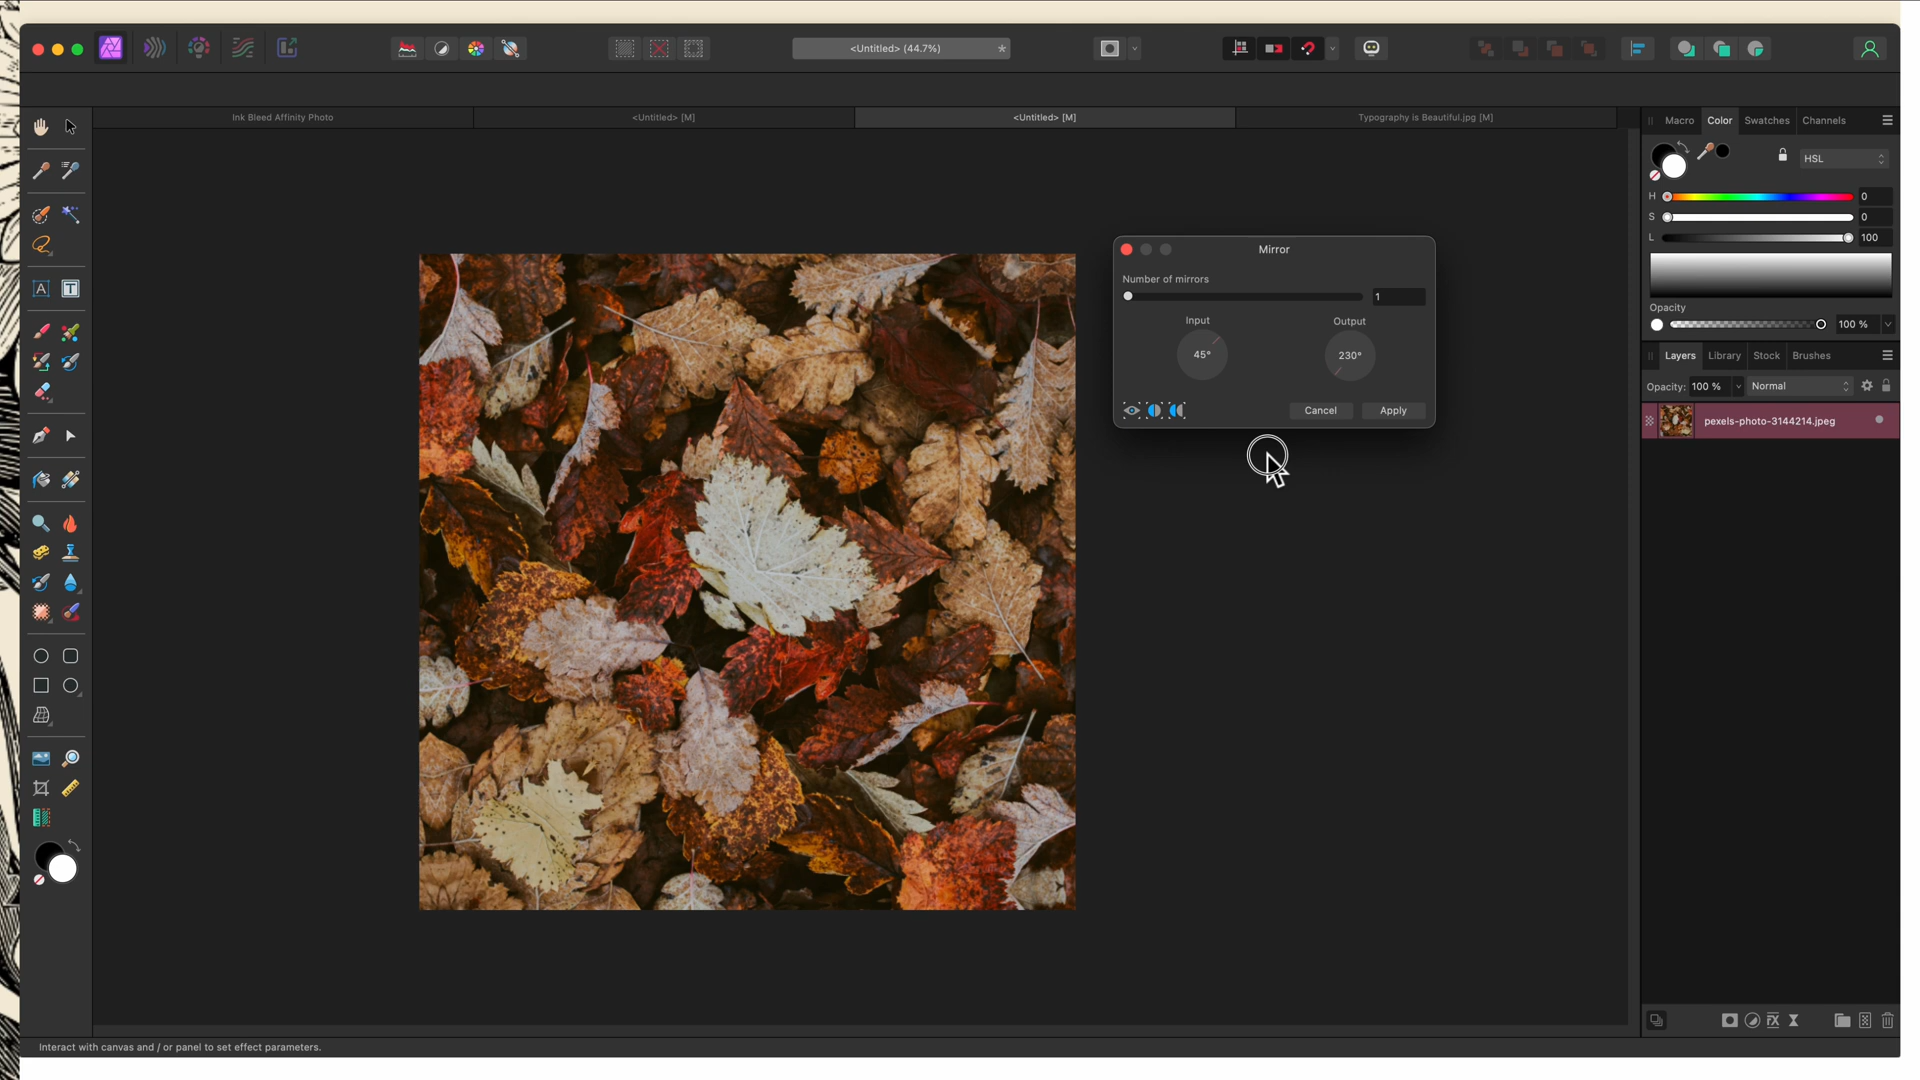 <Untitled> (44.7%)
*
Ink Bleed Affinity Photo
<Untitled> [M]
<Untitled> [M]
Typography is Beautiful.jpg [M]
Macro
Color
Swatches
Channels
HSL
H
0
S
0
L
100
Opacity
100 %
Layers
Library
Stock
Brushes
Opacity: 100 %
Normal
pexels-photo-3144214.jpeg
Mirror
Number of mirrors
1
Input
Output
45°
230°
Cancel
Apply
Interact with canvas and / or panel to set effect parameters.